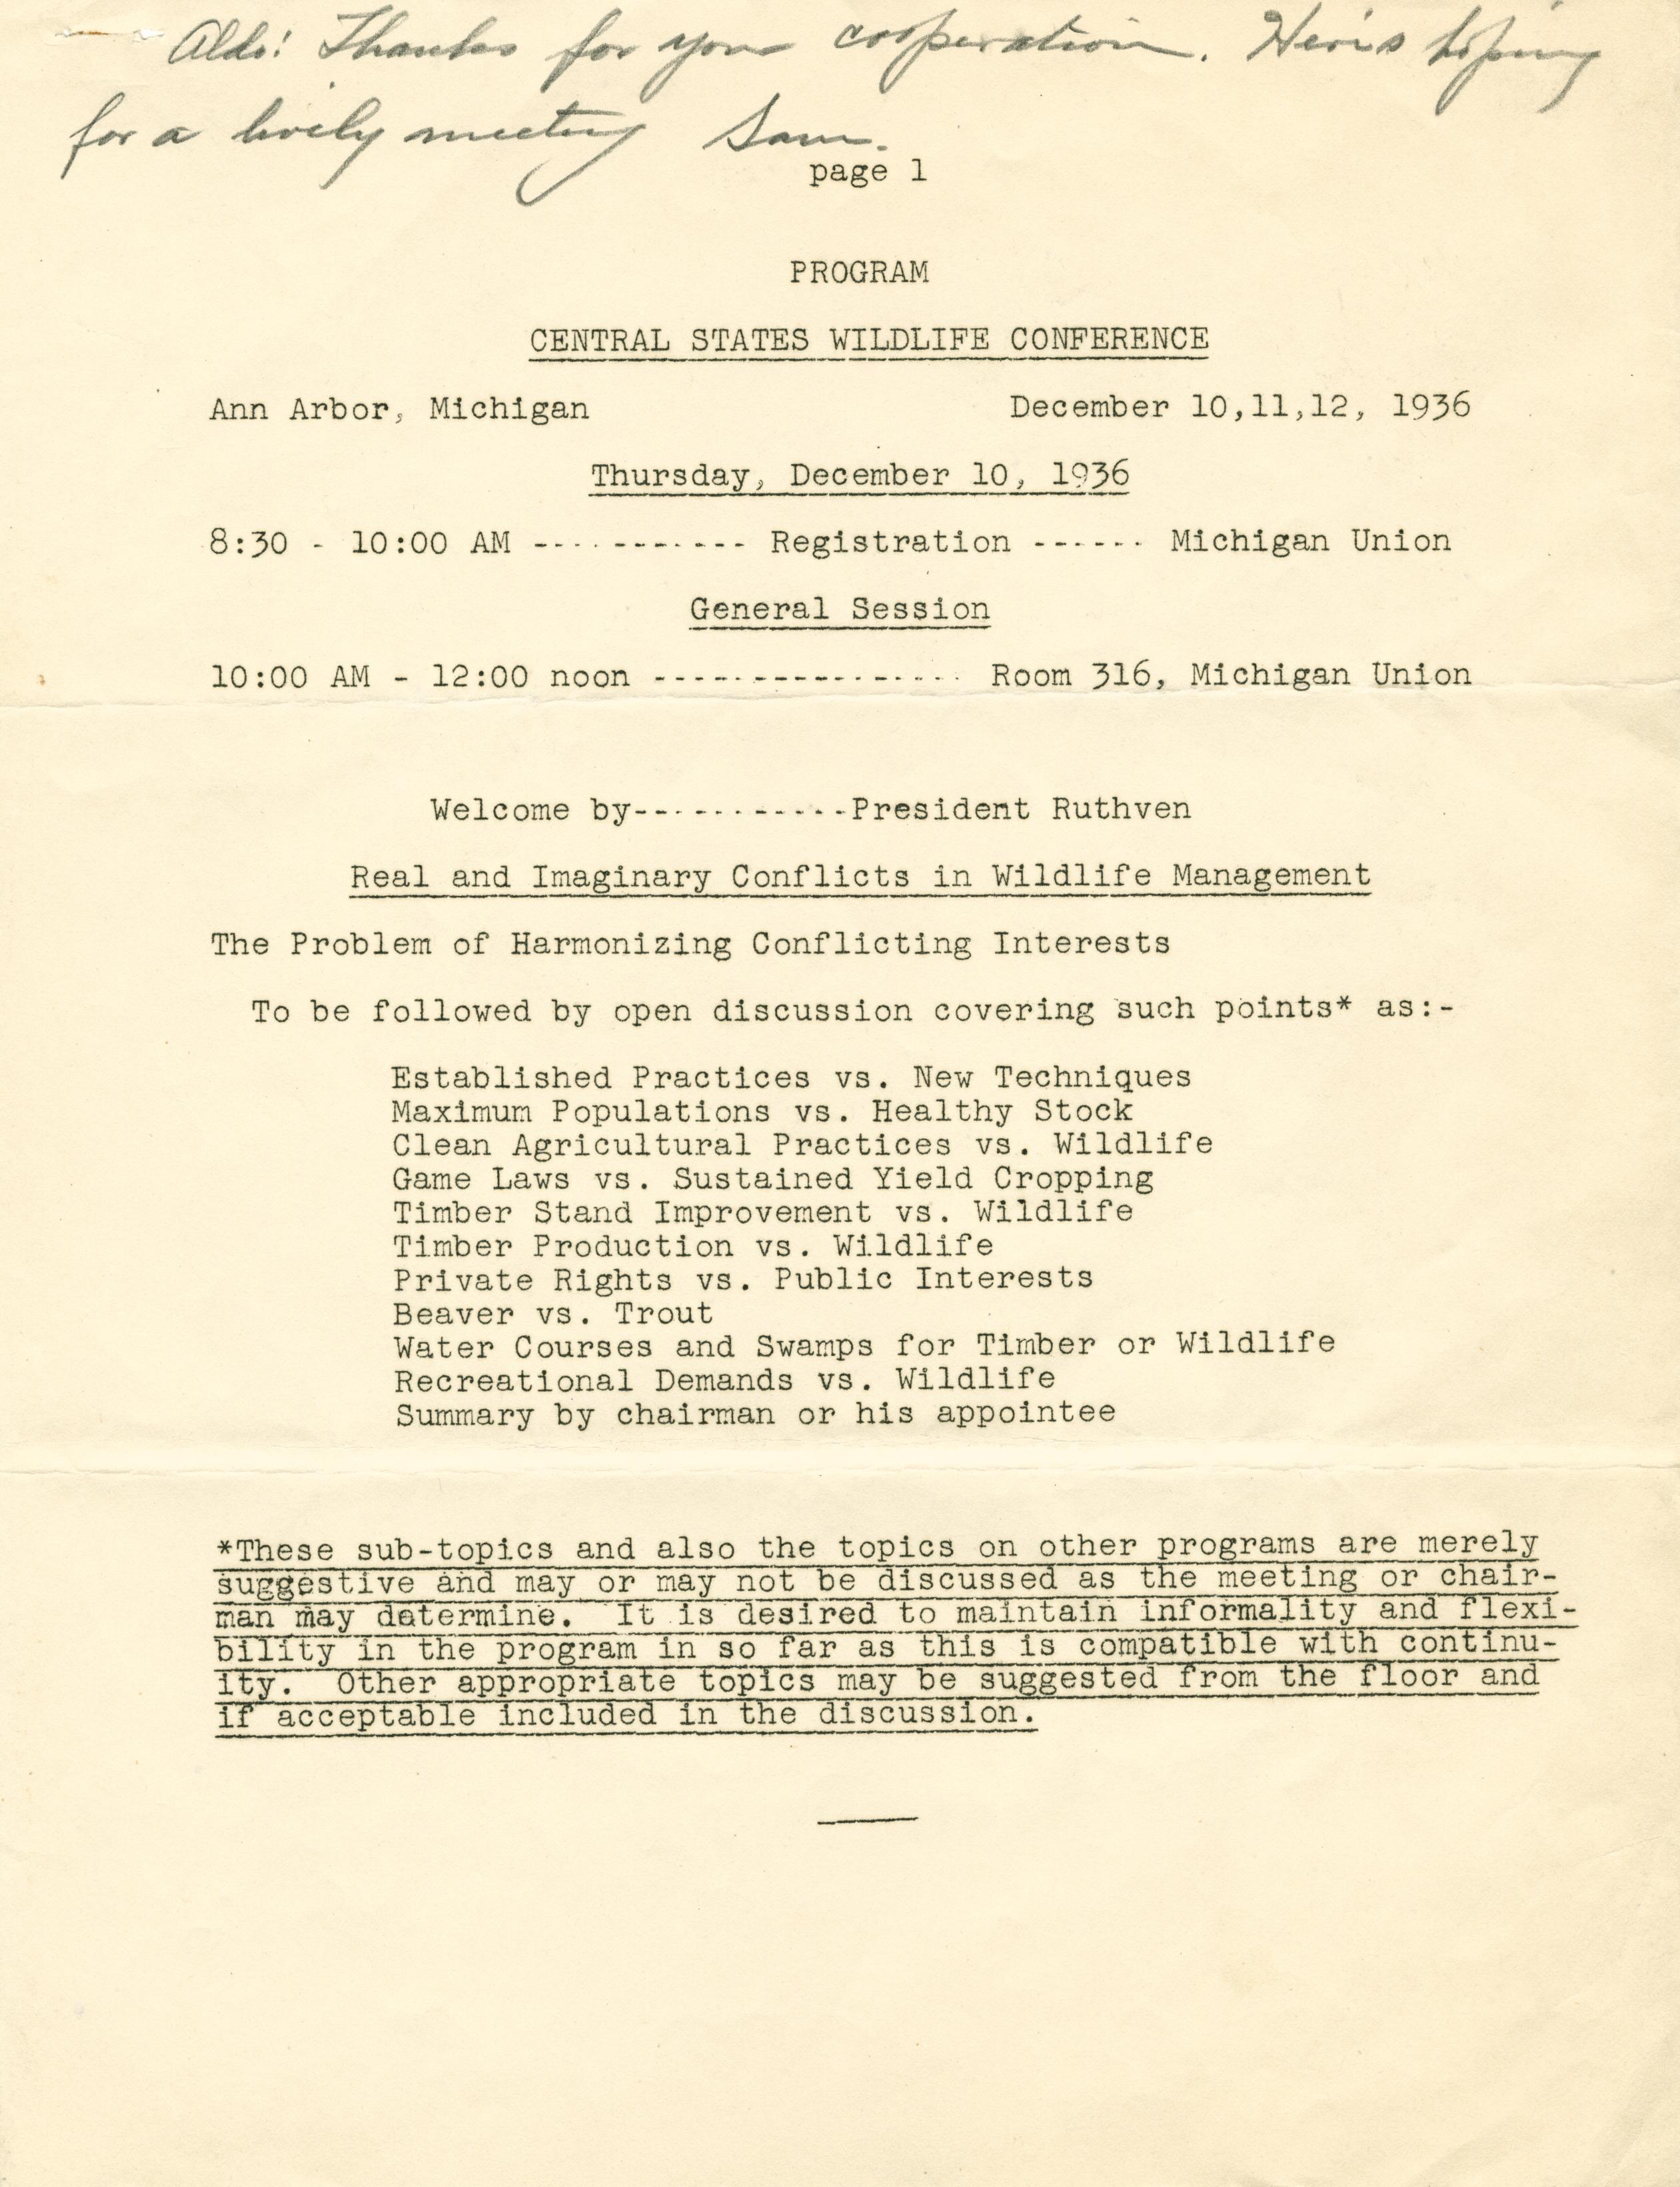 Aldo! Thanks for your cooperation. Here's hoping
for a lively meeting Sam.
page 1
PROGRAM
CENTRAL STATES WILDLIFE CONFERENCE
Ann Arbor, Michigan December 10,11,12, 1936
Thursday, December 10, 1936
8:30 - 10:00 AM ----------- Registration ------ Michigan Union
General Session
10:00 AM - 12:00 noon ---------------- Room 316, Michigan Union
Welcome by-----------President Ruthven
Real and Imaginary Conflicts in Wildlife Management
The Problem of Harmonizing Conflicting Interests
To be followed by open discussion covering such points* as:-
Established Practices vs. New Techniques
Maximum Populations vs. Healthy Stock
Clean Agricultural Practices vs. Wildlife
Game Laws vs. Sustained Yield Cropping
Timber Stand Improvement vs. Wildlife
Timber Production vs. Wildlife
Private Rights vs. Public Interests
Beaver vs. Trout
Water Courses and Swamps for Timber or Wildlife
Recreational Demands vs. Wildlife
Summary by chairman or his appointee
*These sub-topics and also the topics on other programs are merely
suggestive and may or may not be discussed as the meeting or chair-
man may determine. It is desired to maintain informality and flexi-
bility in the program in so far as this is compatible with continu-
ity. Other appropriate topics may be suggested from the floor and
if acceptable included in the discussion.